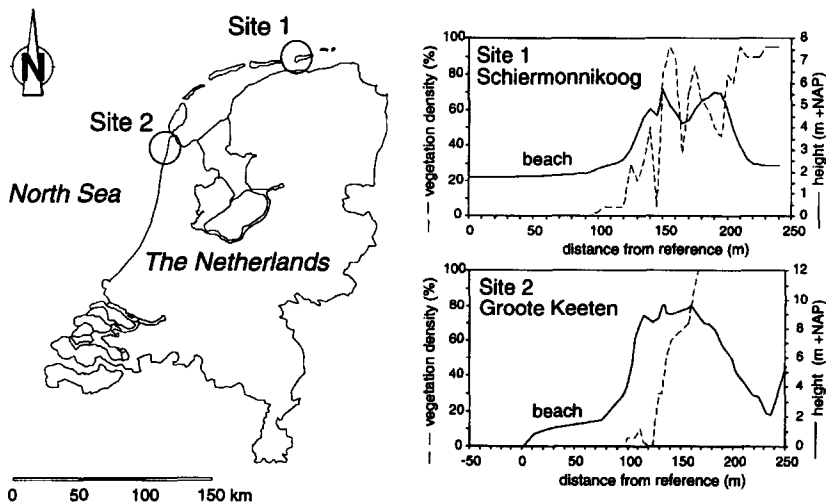 N
Site 1
Site 2
North Sea
The Netherlands
0 50 100 150 km
Site 1
Schiermonnikoog
beach
— — vegetation density (%)
100
80
60
40
20
0
8
7
6
5
4
3
2
1
0
—— height (m +NAP)
0 50 100 150 200 250
distance from reference (m)
Site 2
Groote Keeten
beach
— — vegetation density (%)
100
80
60
40
20
0
12
10
8
6
4
2
0
—— height (m +NAP)
-50 0 50 100 150 200 250
distance from reference (m)